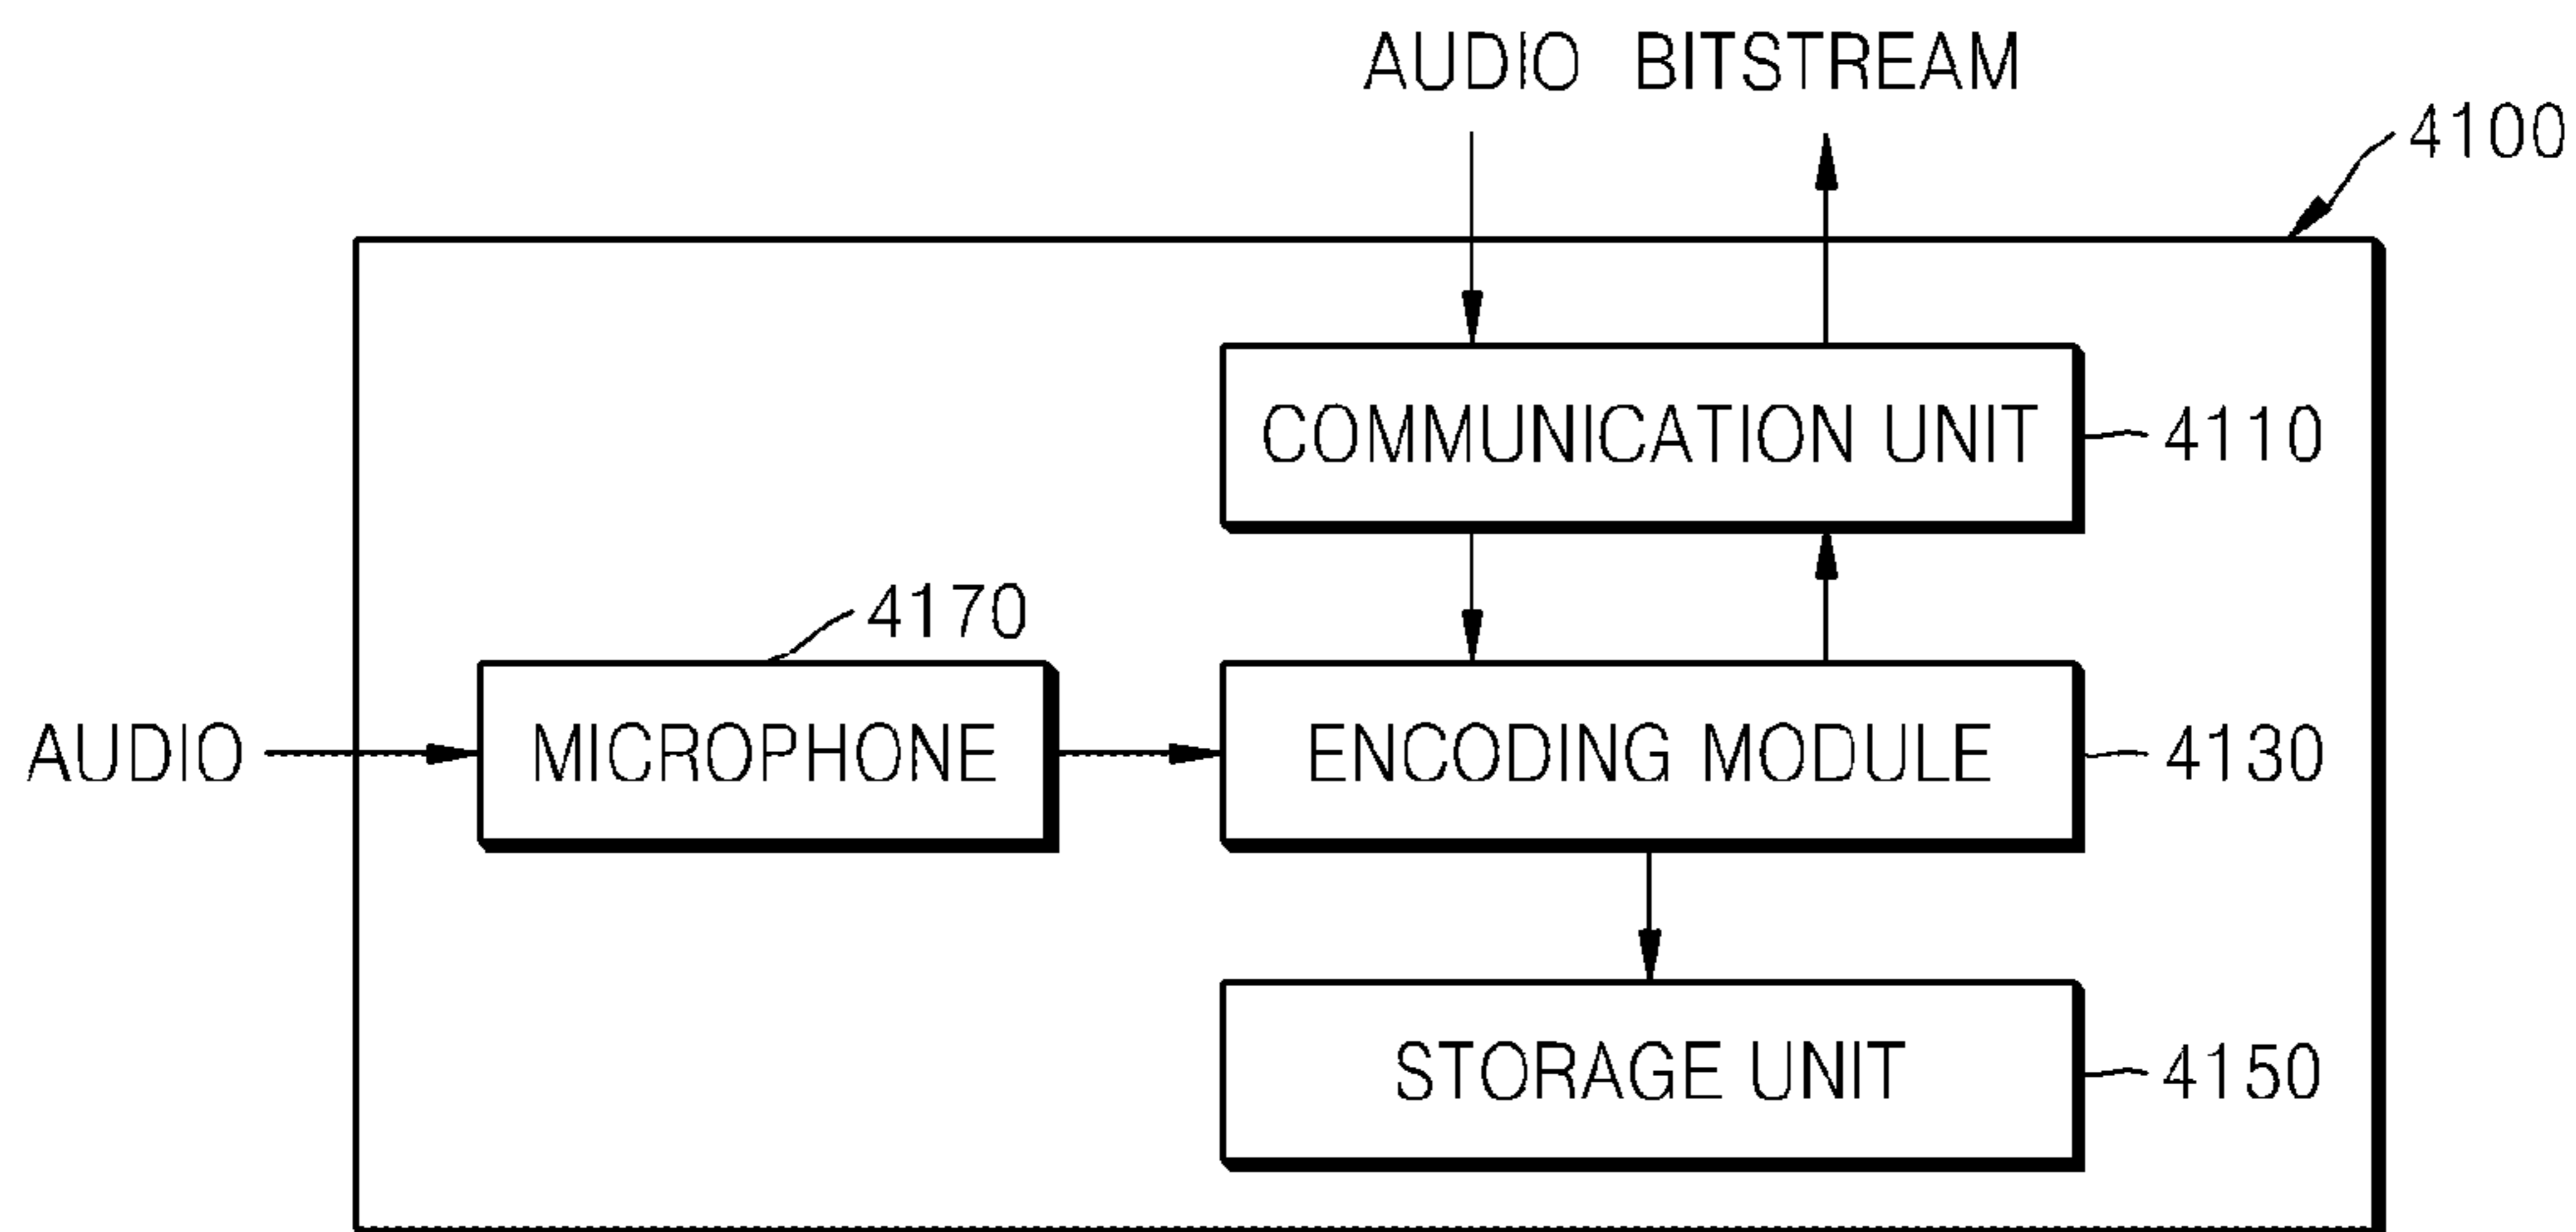 AUDIO BITSTREAM
4100
COMMUNICATION UNIT
4110
4170
AUDIO
MICROPHONE
ENCODING MODULE
4130
STORAGE UNIT
4150